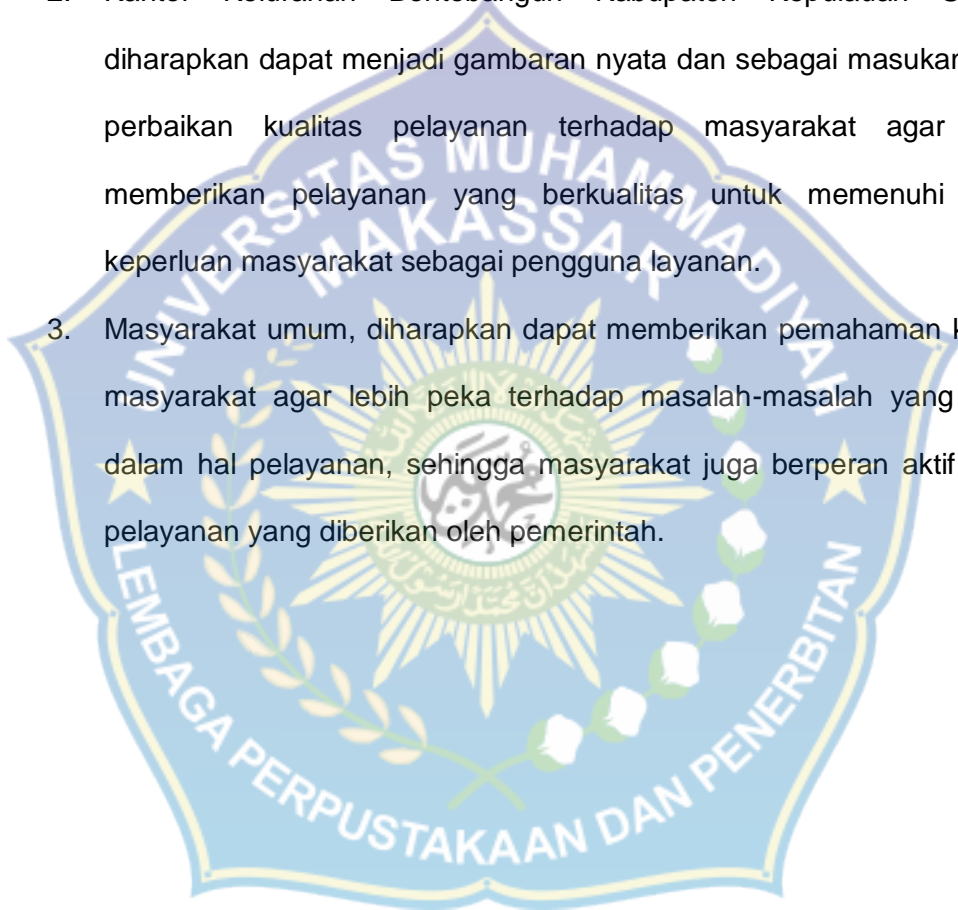 diharapkan dapat menjadi gambaran nyata dan sebagai masukan
perbaikan kualitas pelayanan terhadap masyarakat agar
memberikan pelayanan yang berkualitas untuk memenuhi
keperluan masyarakat sebagai pengguna layanan.
3. Masyarakat umum, diharapkan dapat memberikan pemahaman
masyarakat agar lebih peka terhadap masalah-masalah yang
dalam hal pelayanan, sehingga masyarakat juga berperan aktif
pelayanan yang diberikan oleh pemerintah.
UNIVERSITAS MUHAMMADIYAH
MAKASSAR
LEMBAGA PERPUSTAKAAN DAN PENERBITAN